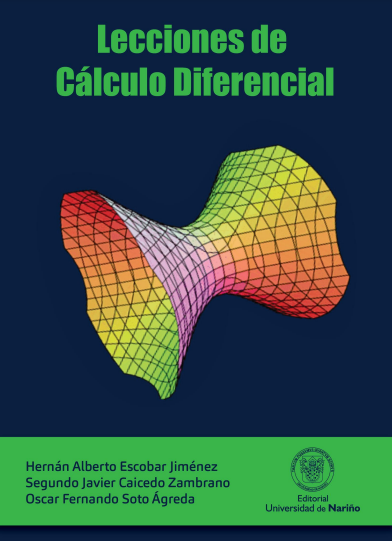 Lecciones de
Cálculo Diferencial
Hernán Alberto Escobar Jiménez
Segundo Javier Caicedo Zambrano
Oscar Fernando Soto Ágreda
Editorial
Universidad de Nariño